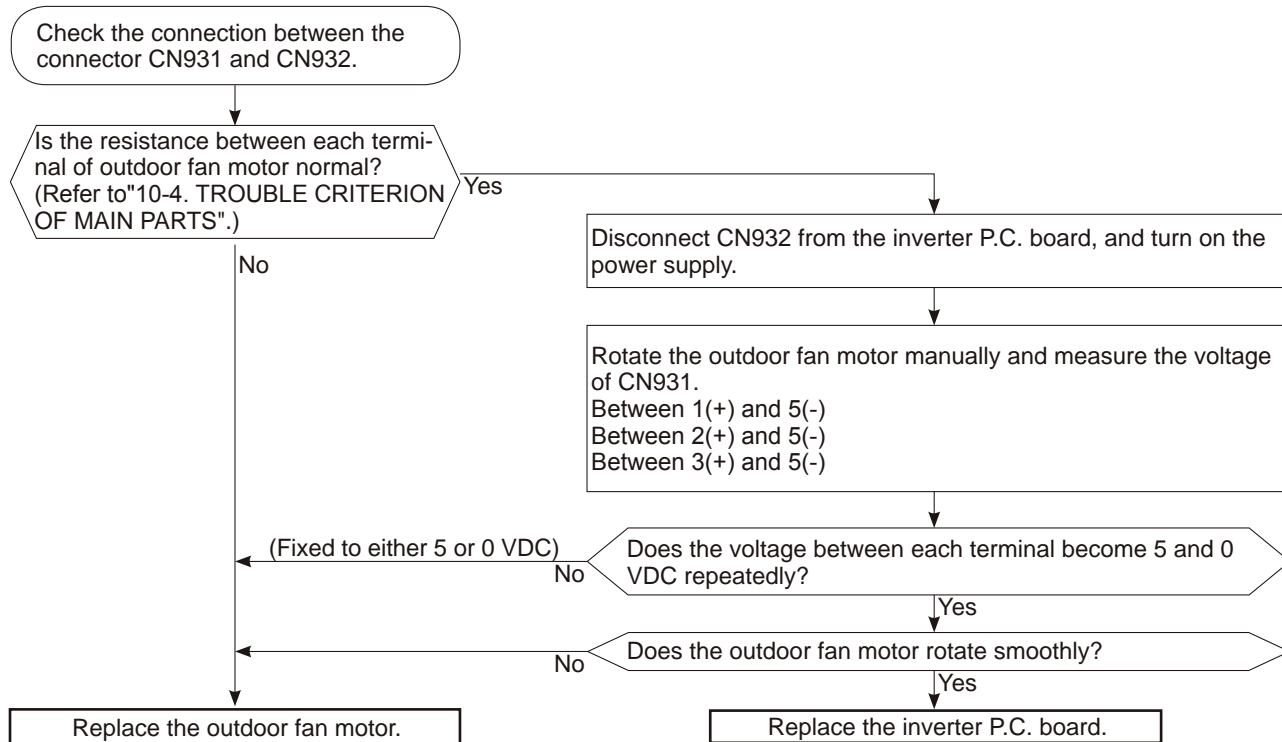 Check the connection between the
connector CN931 and CN932.
Is the resistance between each termi-
nal of outdoor fan motor normal?
(Refer to"10-4. TROUBLE CRITERION
OF MAIN PARTS".)
Yes
No
Disconnect CN932 from the inverter P.C. board, and turn on the
power supply.
Rotate the outdoor fan motor manually and measure the voltage
of CN931.
Between 1(+) and 5(-)
Between 2(+) and 5(-)
Between 3(+) and 5(-)
(Fixed to either 5 or 0 VDC)
No
Does the voltage between each terminal become 5 and 0
VDC repeatedly?
Yes
No
Does the outdoor fan motor rotate smoothly?
Yes
Replace the outdoor fan motor.
Replace the inverter P.C. board.